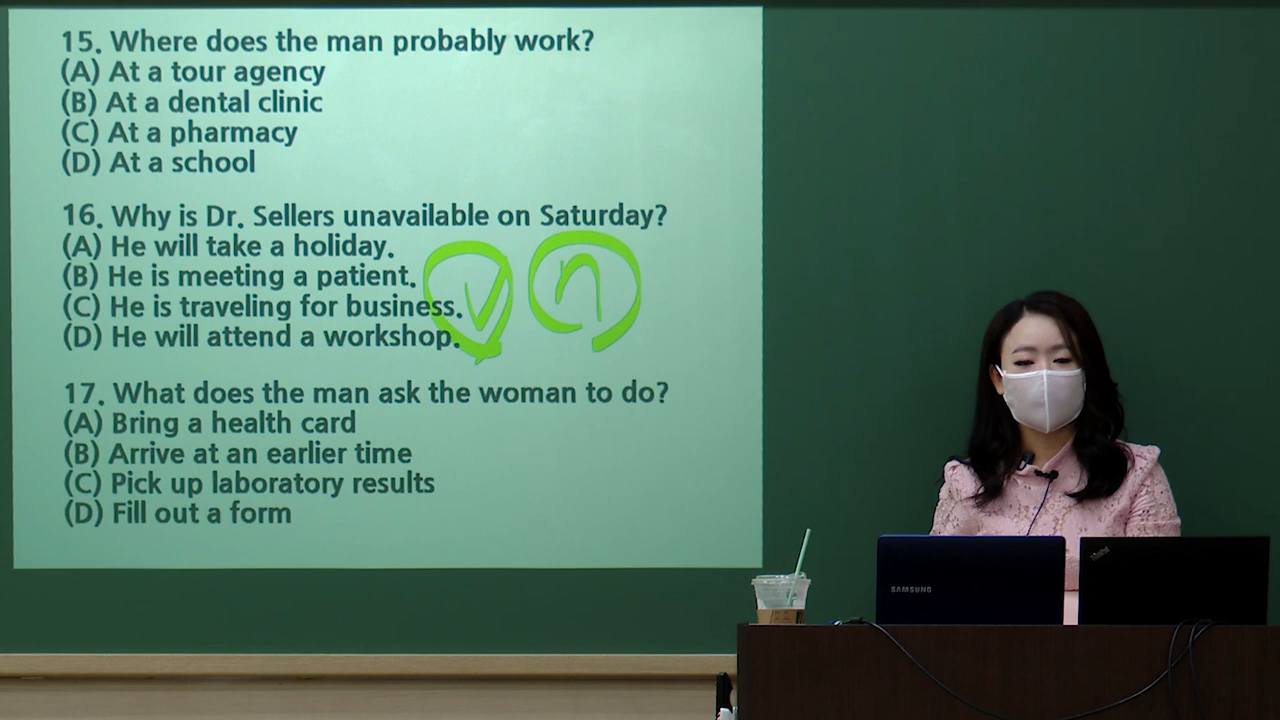 15. Where does the man probably work?
(A) At a tour agency
(B) At a dental clinic
(C) At a pharmacy
(D) At a school
16. Why is Dr. Sellers unavailable on Saturday?
(A) He will take a holiday.
(B) He is meeting a patient.
(C) He is traveling for business.
(D) He will attend a workshop.
v n
17. What does the man ask the woman to do?
(A) Bring a health card
(B) Arrive at an earlier time
(C) Pick up laboratory results
(D) Fill out a form
SAMSUNG
ThinkPad